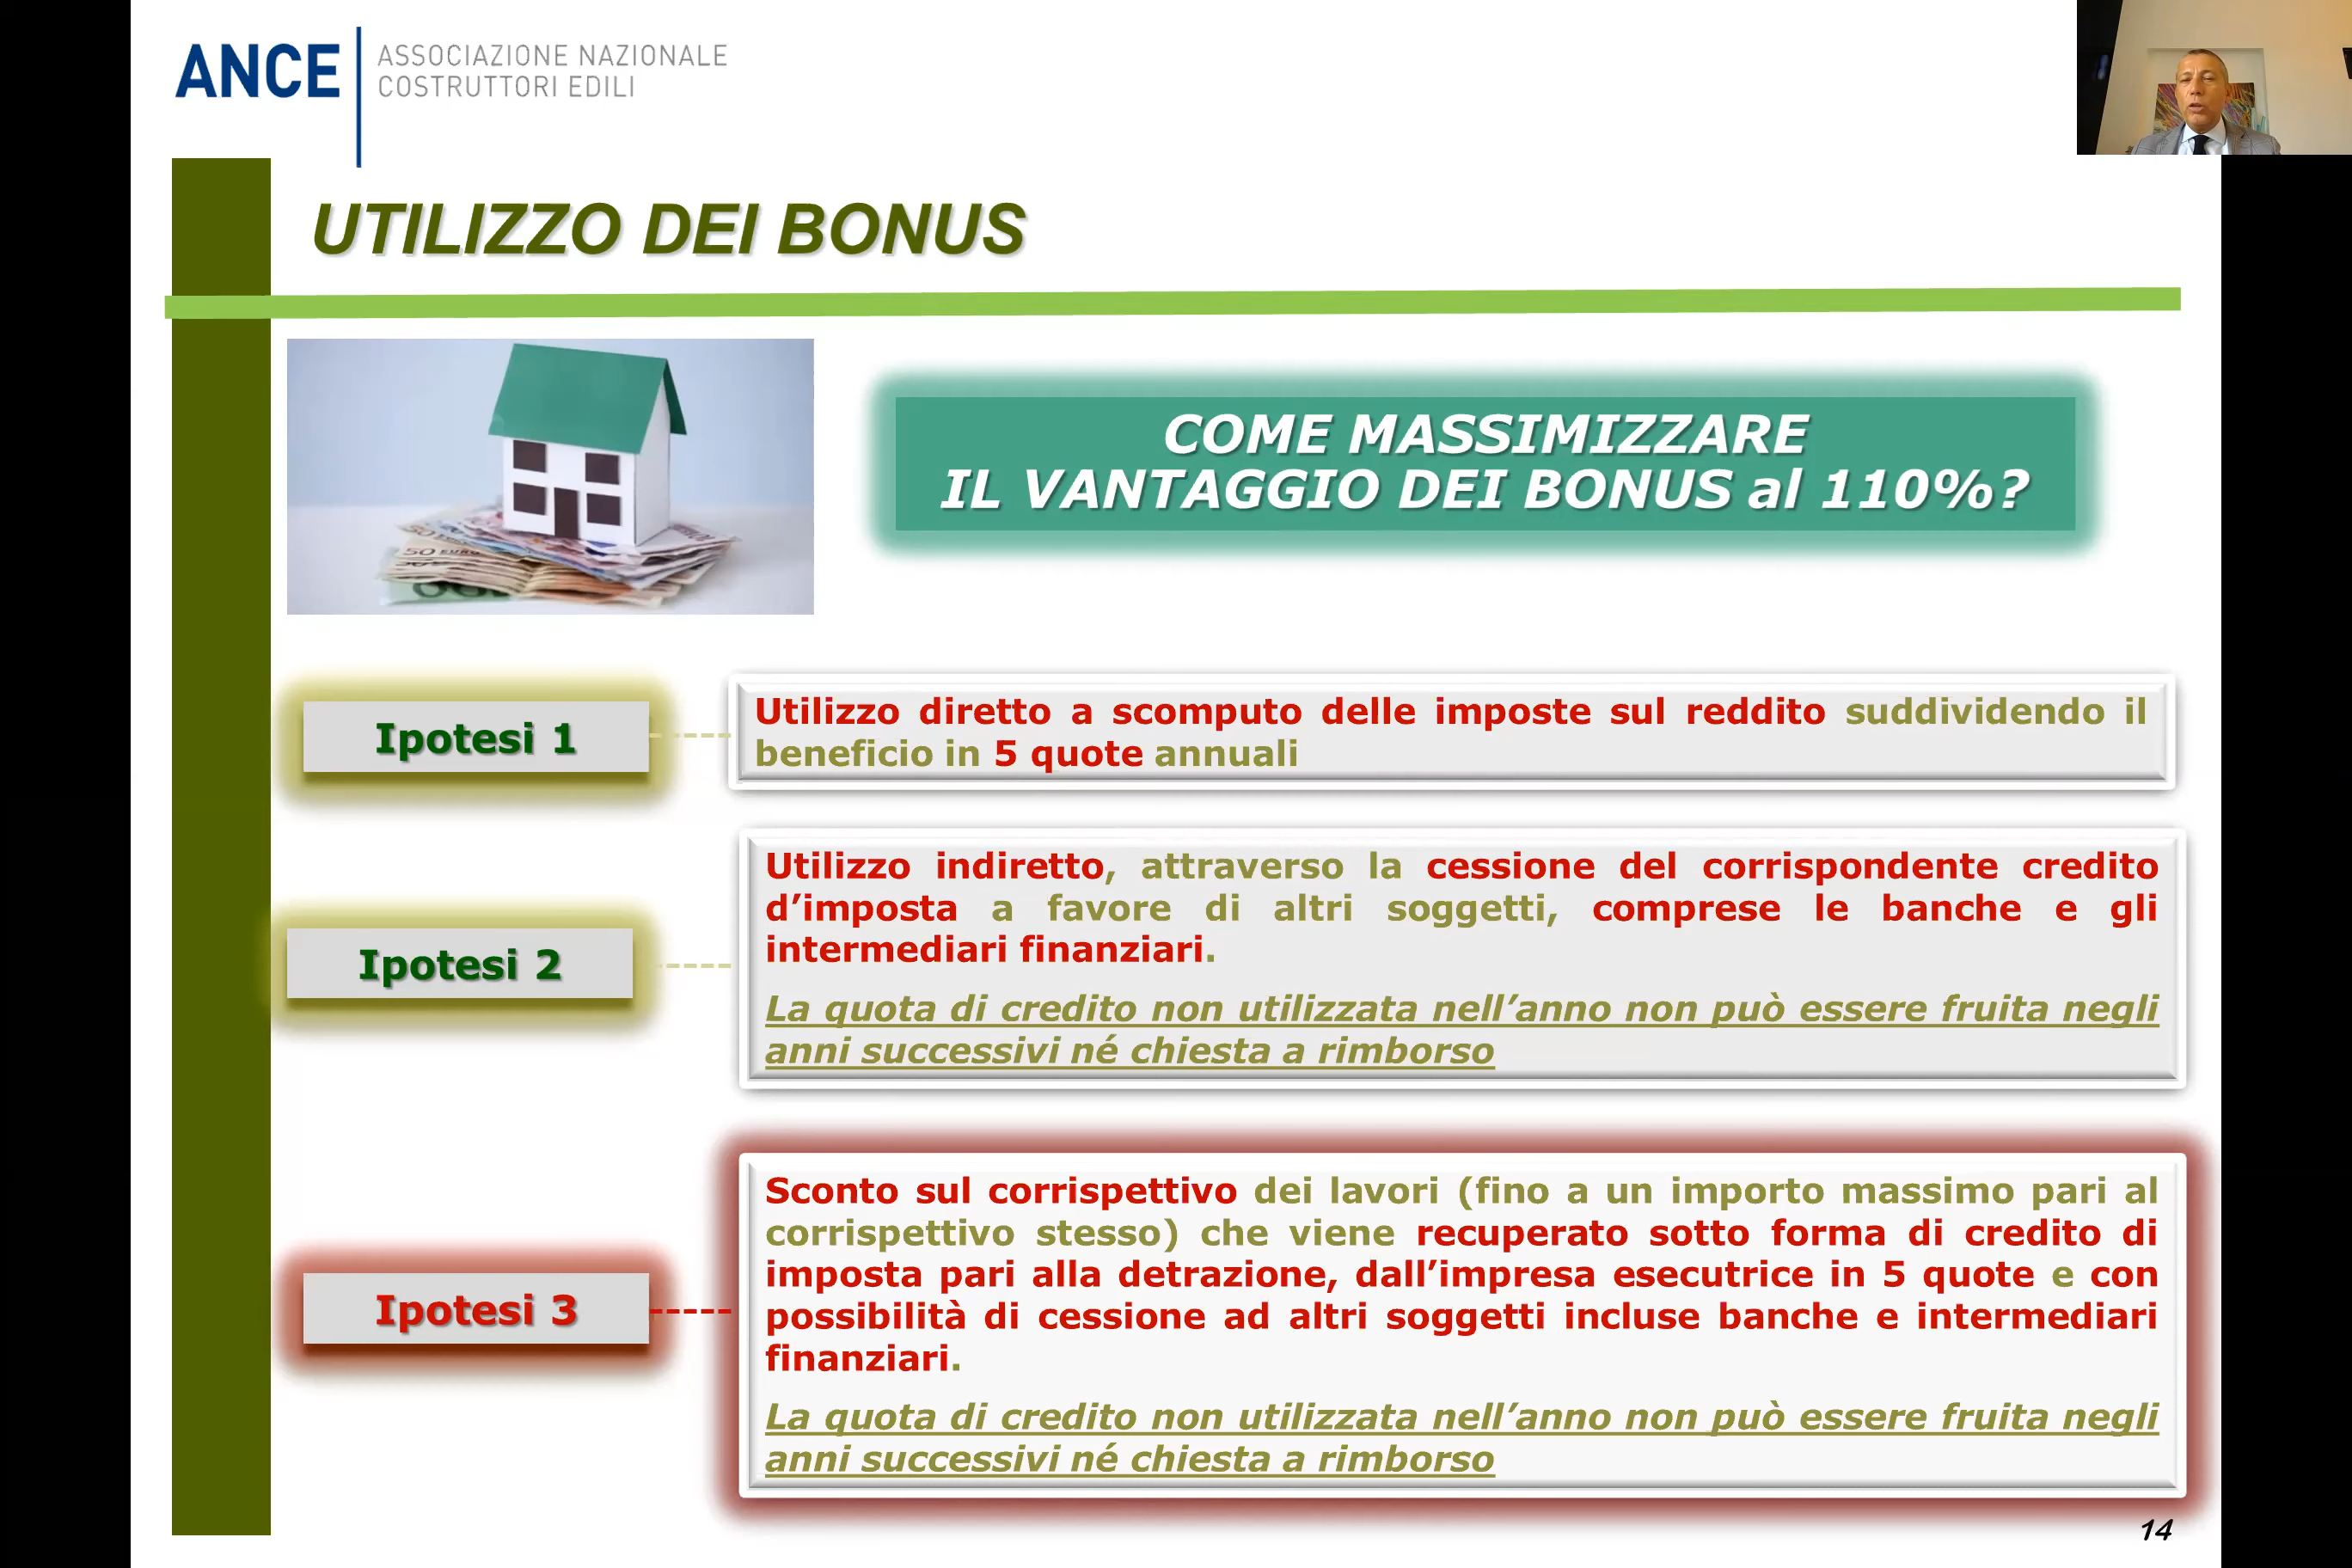 ANCE
ASSOCIAZIONE NAZIONALE
COSTRUTTORI EDILI
UTILIZZO DEI BONUS
COME MASSIMIZZARE
IL VANTAGGIO DEI BONUS al 110%?
50 EURO
Ipotesi 1
Utilizzo diretto a scomputo delle imposte sul reddito suddividendo il
beneficio in 5 quote annuali
Ipotesi 2
Utilizzo indiretto, attraverso la cessione del corrispondente credito
d’imposta a favore di altri soggetti, comprese le banche e gli
intermediari finanziari.
La quota di credito non utilizzata nell’anno non può essere fruita negli
anni successivi né chiesta a rimborso
Ipotesi 3
Sconto sul corrispettivo dei lavori (fino a un importo massimo pari al
corrispettivo stesso) che viene recuperato sotto forma di credito di
imposta pari alla detrazione, dall’impresa esecutrice in 5 quote e con
possibilità di cessione ad altri soggetti incluse banche e intermediari
finanziari.
La quota di credito non utilizzata nell’anno non può essere fruita negli
anni successivi né chiesta a rimborso
14